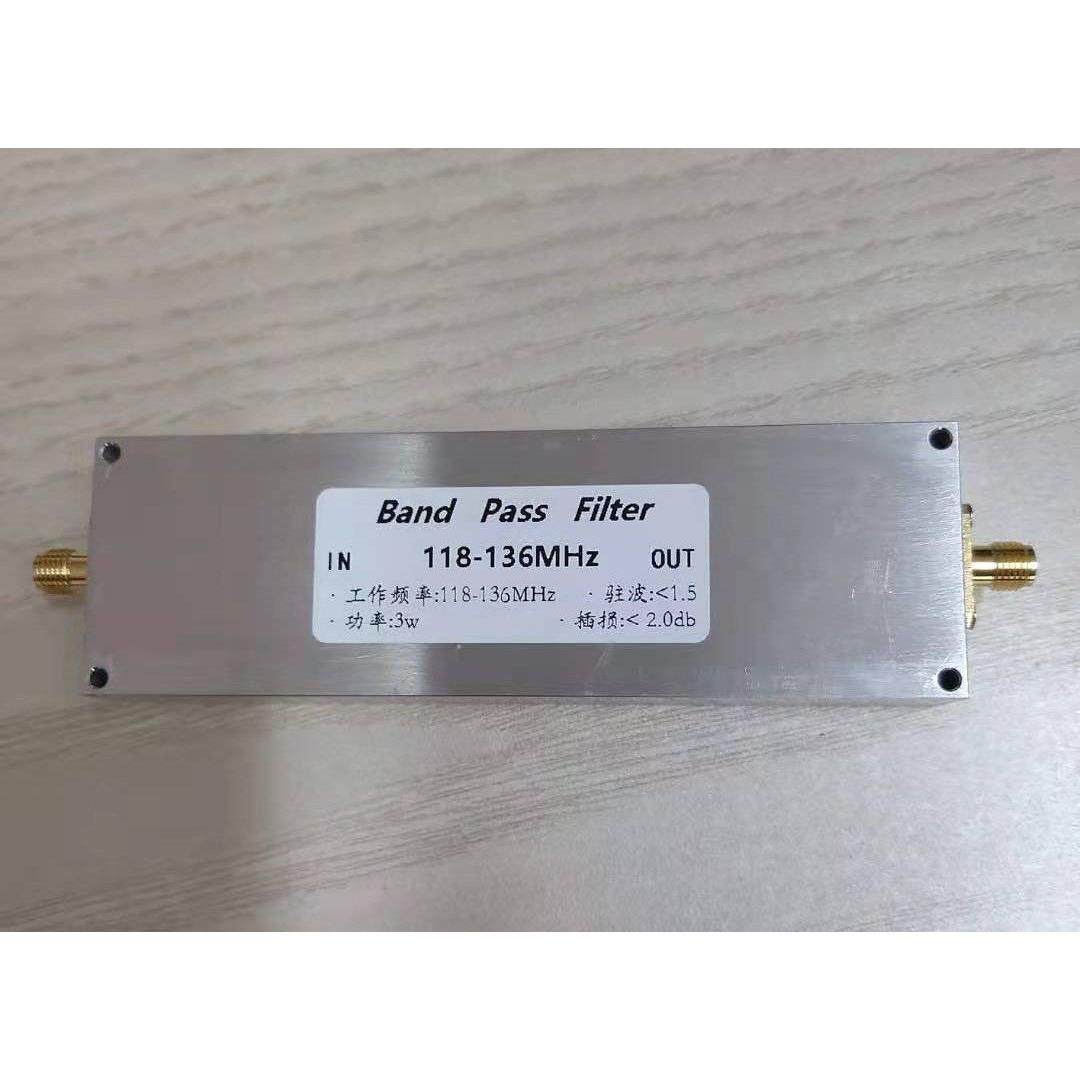 Band Pass Filter
IN 118-136MHz OUT
· 工作频率:118-136MHz · 驻波:<1.5
· 功率:3w · 插损:< 2.0db